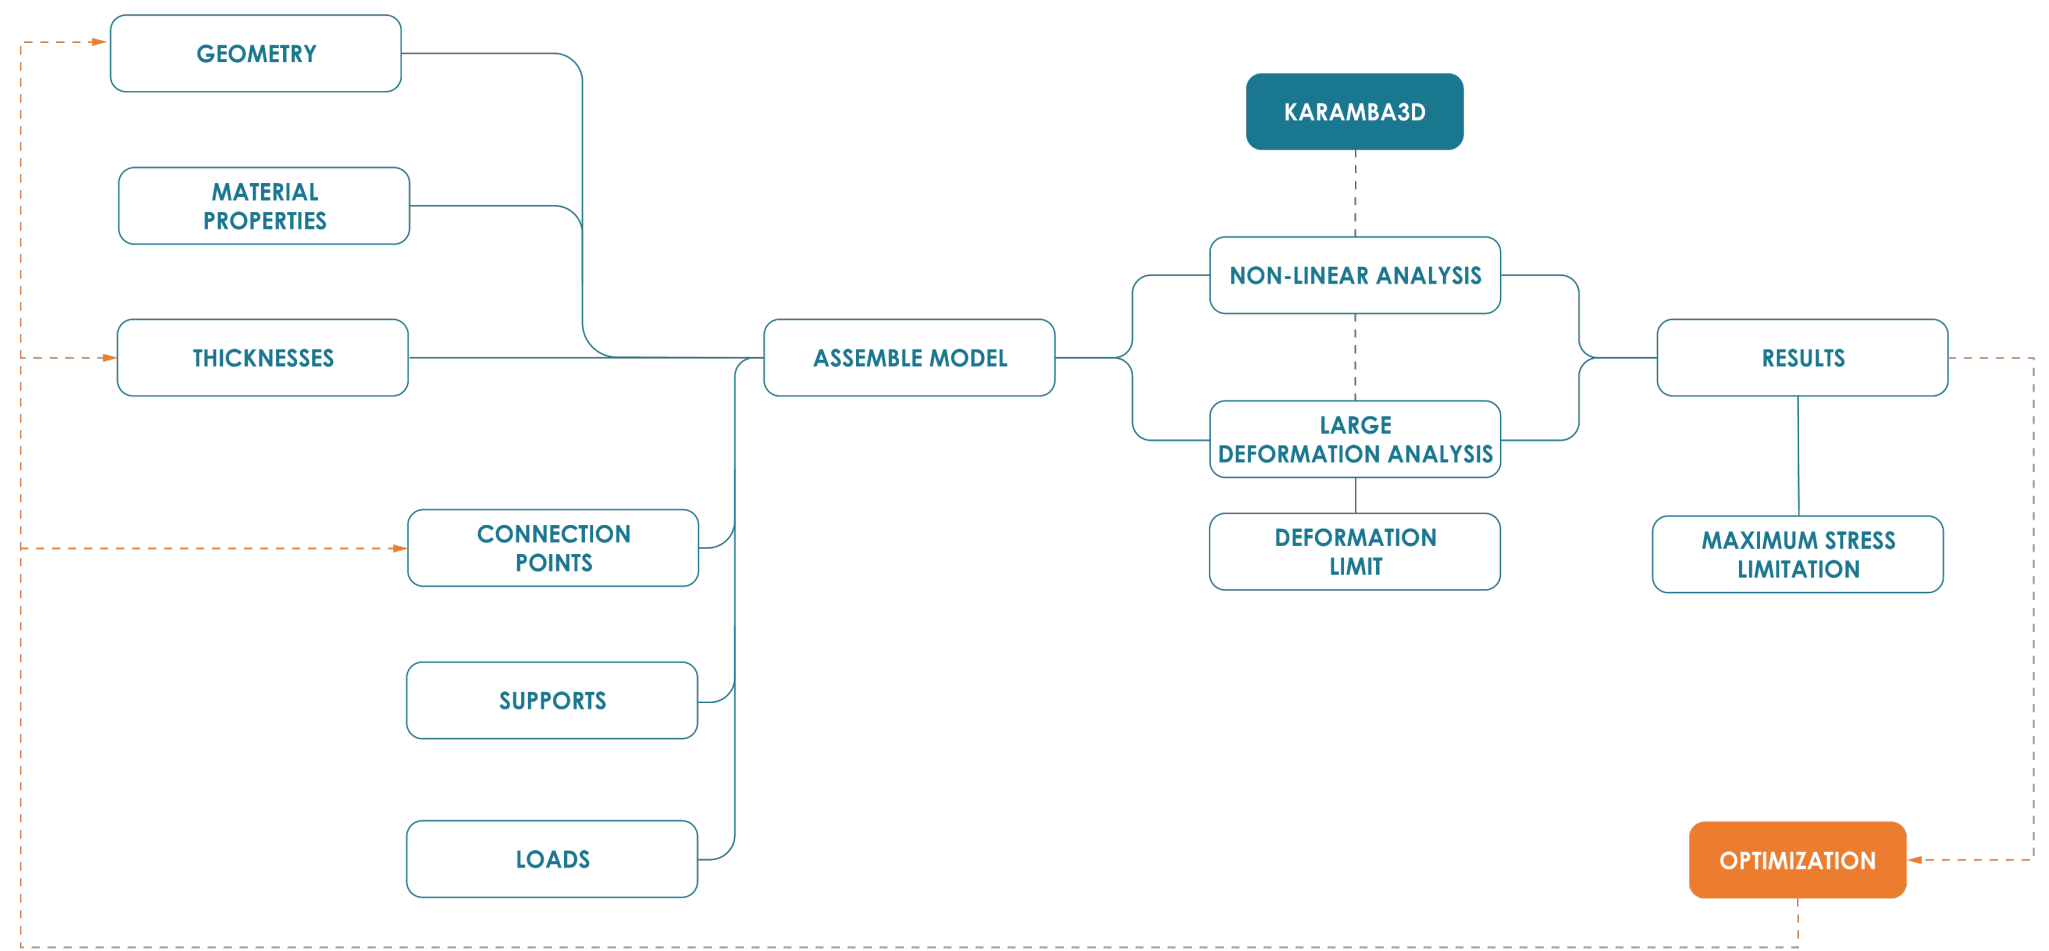 GEOMETRY
MATERIAL
PROPERTIES
THICKNESSES
CONNECTION
POINTS
SUPPORTS
LOADS
ASSEMBLE MODEL
KARAMBA3D
NON-LINEAR ANALYSIS
LARGE
DEFORMATION ANALYSIS
DEFORMATION
LIMIT
RESULTS
MAXIMUM STRESS
LIMITATION
OPTIMIZATION